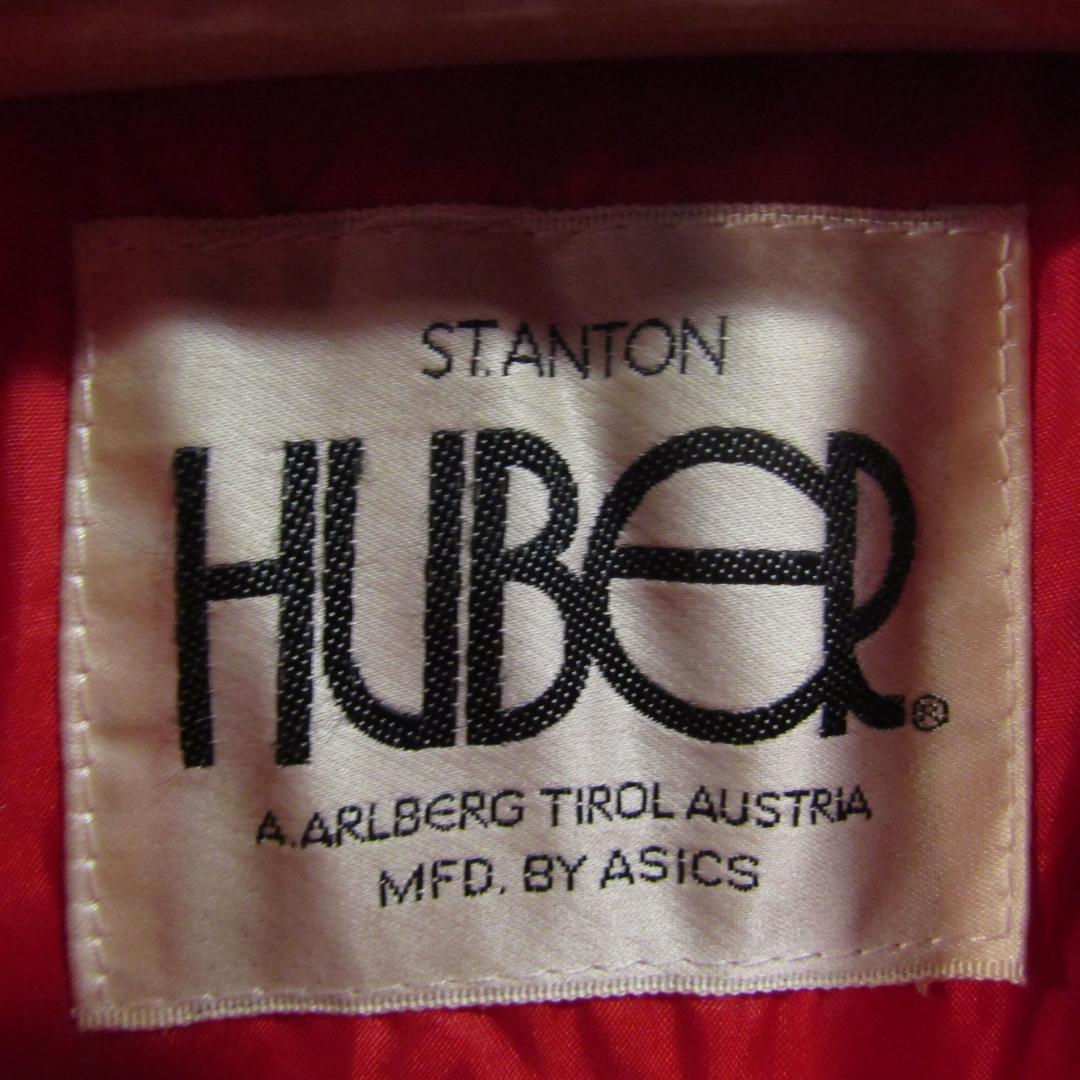 ST.ANTON
HUBER®
A.ARLBERG TIROL AUSTRIA
MFD. BY ASICS